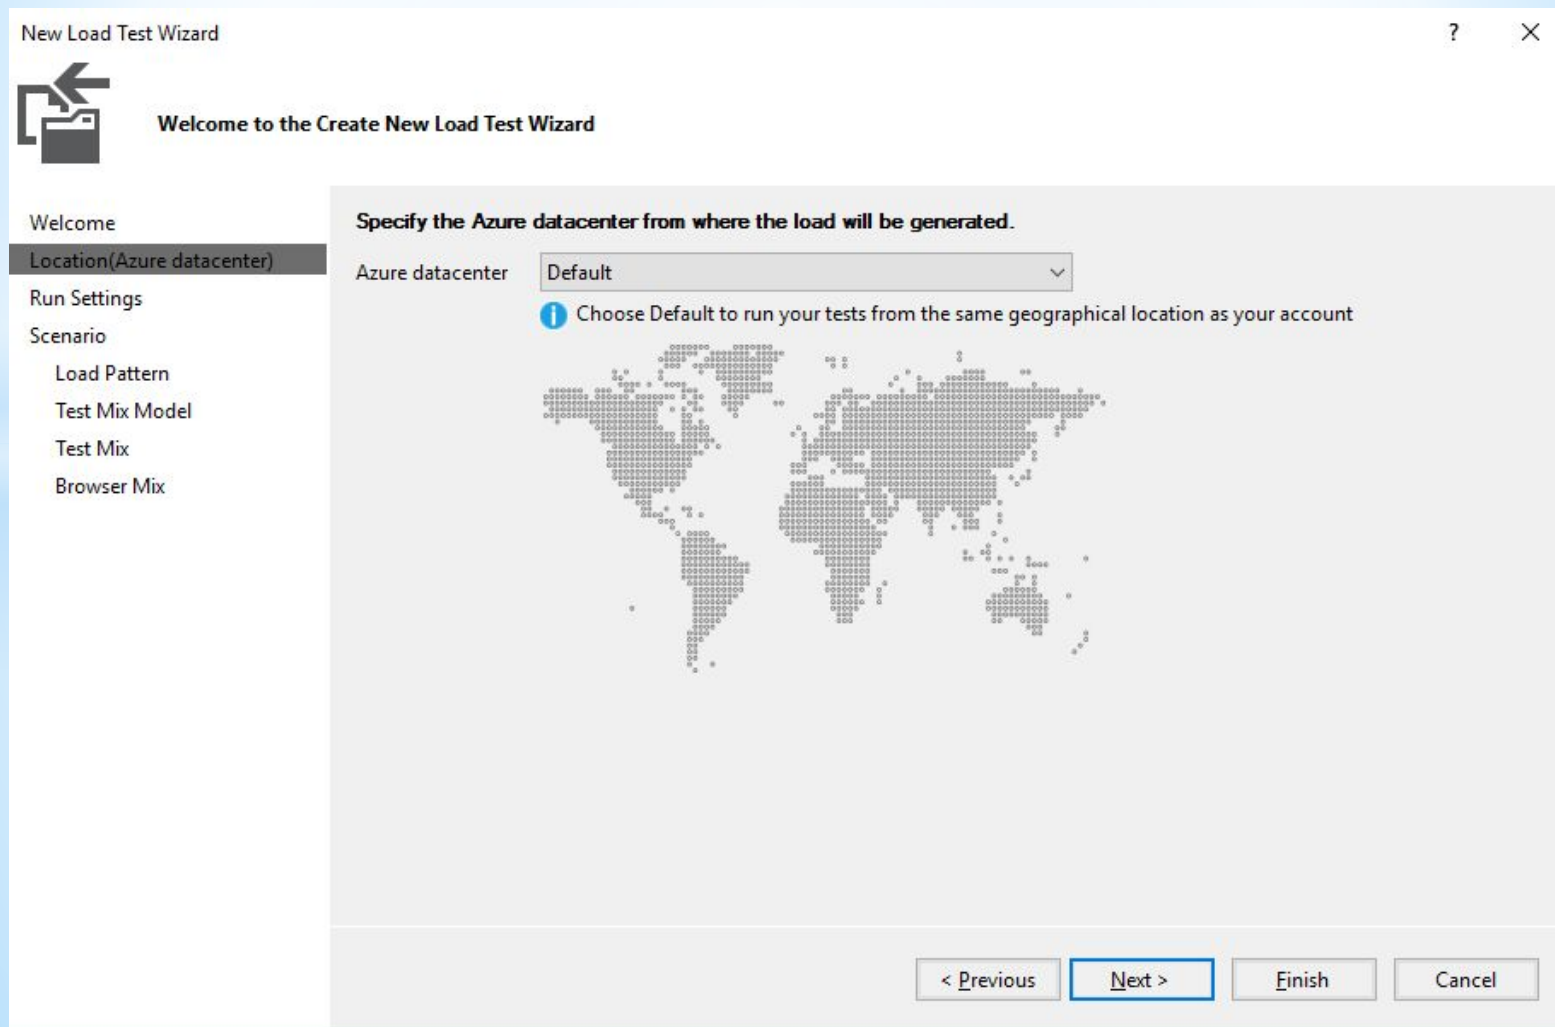 New Load Test Wizard
?
Welcome to the Create New Load Test Wizard
Welcome
Location(Azure datacenter)
Run Settings
Scenario
Load Pattern
Test Mix Model
Test Mix
Browser Mix
Specify the Azure datacenter from where the load will be generated.
Azure datacenter Default
Choose Default to run your tests from the same geographical location as your account
< Previous Next > Finish Cancel